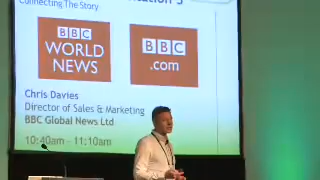 Connecting The Story
BBC
WORLD
NEWS
BBC
.com
Chris Davies
Director of Sales & Marketing
BBC Global News Ltd
10:40am - 11:10am